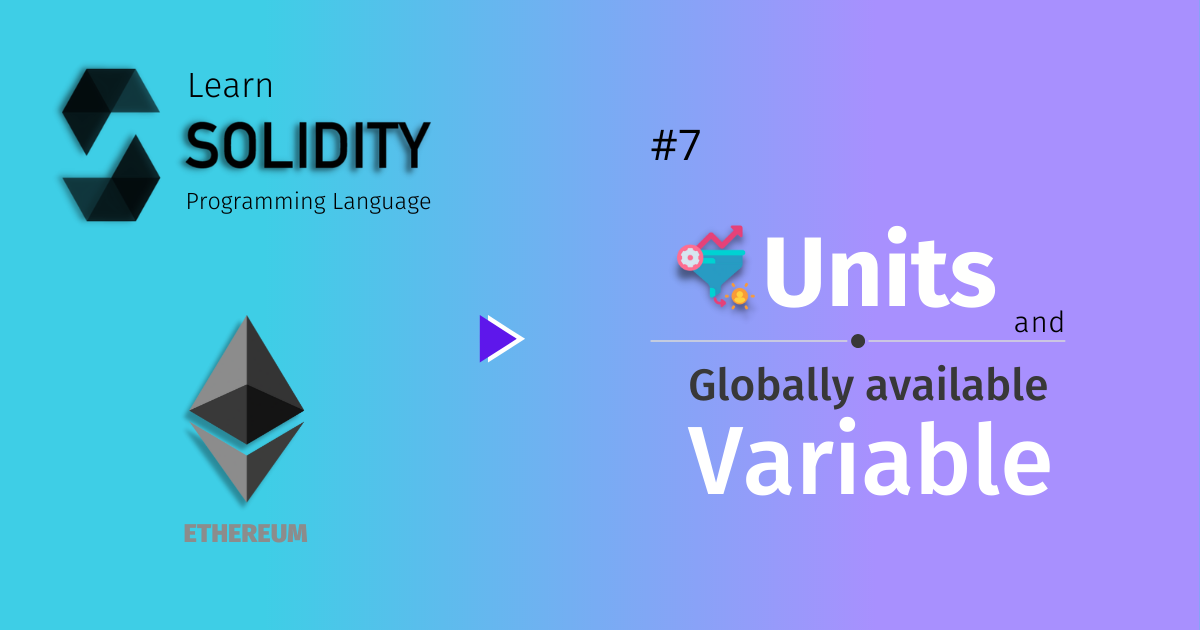 Learn
SOLIDITY
Programming Language
ETHEREUM
#7
Units
and
Globally available
Variable